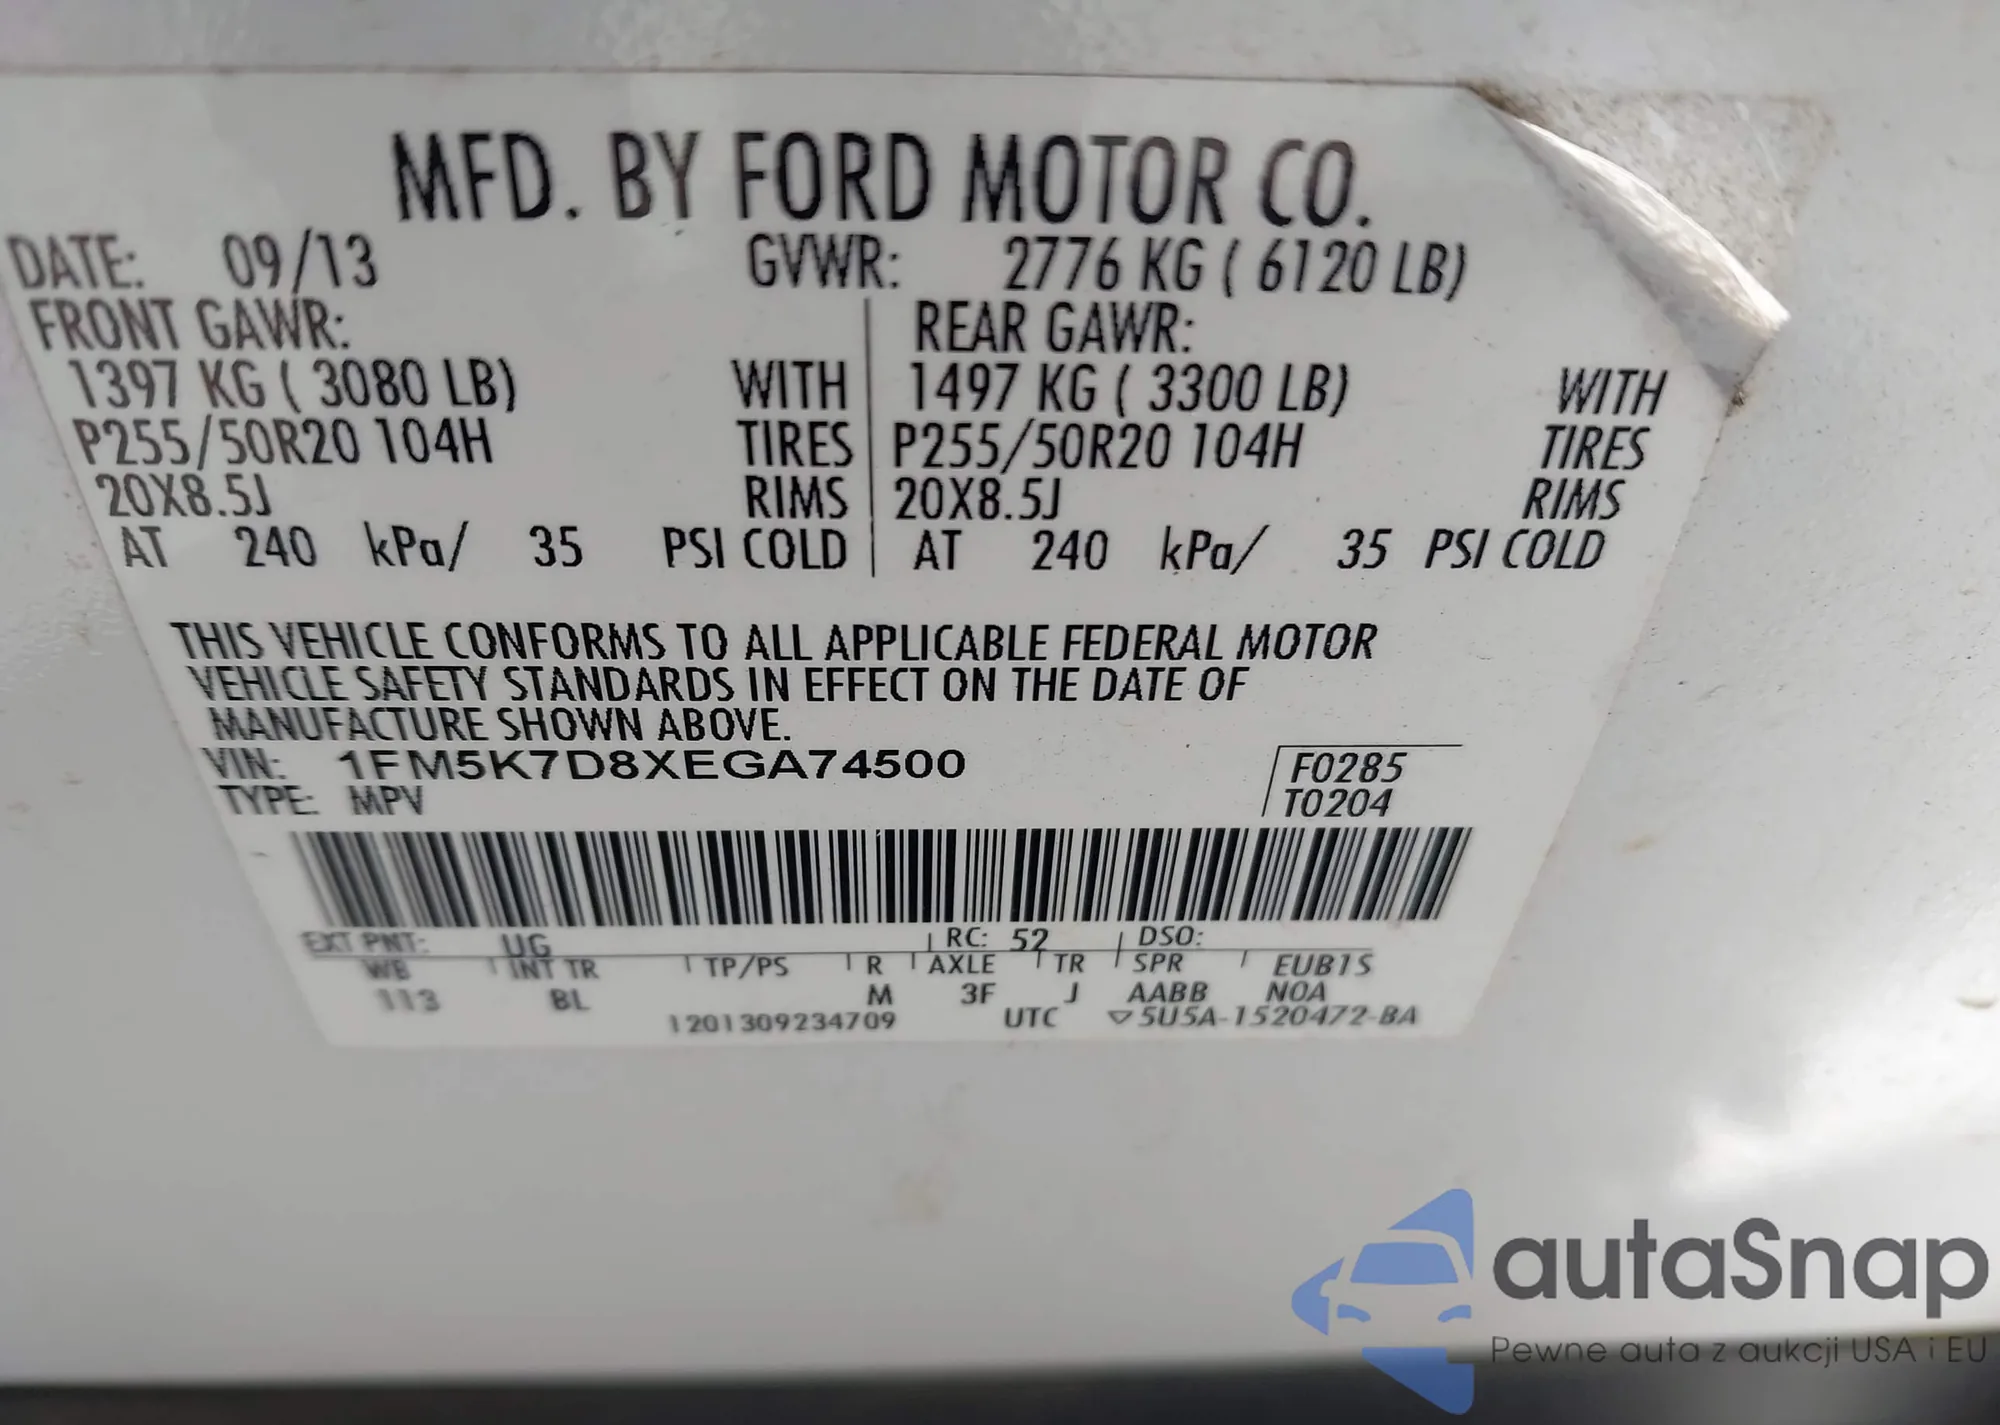 MFD. BY FORD MOTOR CO.
DATE: 09/13 GVWR: 2776 KG ( 6120 LB)
FRONT GAWR: REAR GAWR:
1397 KG ( 3080 LB) WITH 1497 KG ( 3300 LB) WITH
P255/50R20 104H TIRES P255/50R20 104H TIRES
20X8.5J RIMS 20X8.5J RIMS
AT 240 kPa/ 35 PSI COLD AT 240 kPa/ 35 PSI COLD
THIS VEHICLE CONFORMS TO ALL APPLICABLE FEDERAL MOTOR
VEHICLE SAFETY STANDARDS IN EFFECT ON THE DATE OF
MANUFACTURE SHOWN ABOVE.
VIN: 1FM5K7D8XEGA74500 F0285
TYPE: MPV T0204
EXT PNT: UG RC: 52 DSO:
WB INT TR TP/PS R AXLE TR SPR EUB1S
113 BL M 3F J AABB NOA
1201309234709 UTC ▽5U5A-1520472-BA
autaSnap
Pewne auta z aukcji USA i EU